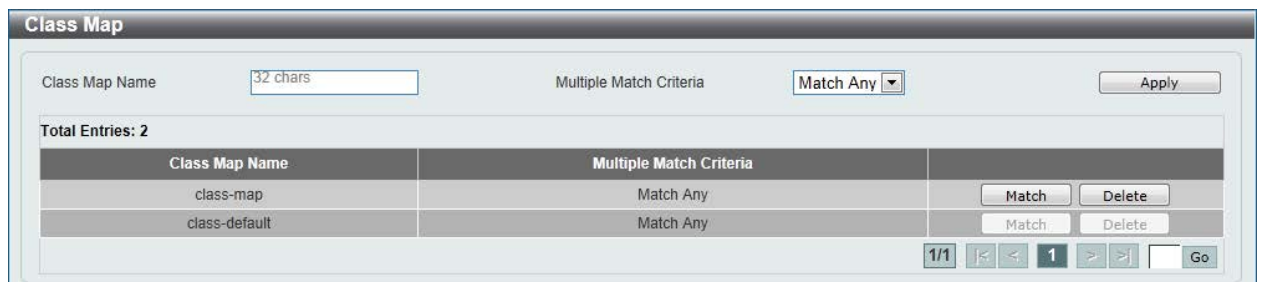 Class Map
Class Map Name 32 chars Multiple Match Criteria Match Any Apply
Total Entries: 2
Class Map Name Multiple Match Criteria
class-map Match Any Match Delete
class-default Match Any Match Delete
1/1 |< < 1 > >| Go